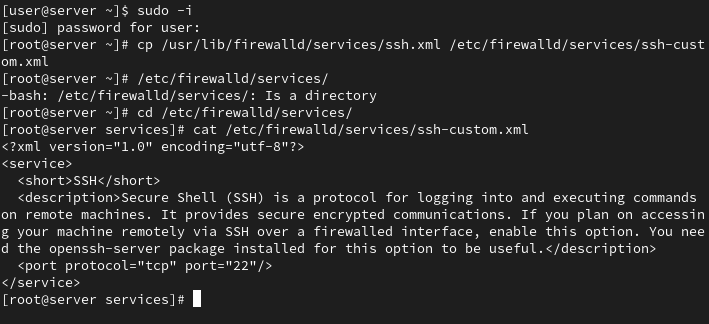 [user@server ~]$ sudo -i
[sudo] password for user:
[root@server ~]# cp /usr/lib/firewalld/services/ssh.xml /etc/firewalld/services/ssh-cust
om.xml
[root@server ~]# /etc/firewalld/services/
-bash: /etc/firewalld/services/: Is a directory
[root@server ~]# cd /etc/firewalld/services/
[root@server services]# cat /etc/firewalld/services/ssh-custom.xml
<?xml version="1.0" encoding="utf-8"?>
<service>
  <short>SSH</short>
  <description>Secure Shell (SSH) is a protocol for logging into and executing commands
on remote machines. It provides secure encrypted communications. If you plan on accessin
g your machine remotely via SSH over a firewalled interface, enable this option. You nee
d the openssh-server package installed for this option to be useful.</description>
  <port protocol="tcp" port="22"/>
</service>
[root@server services]#